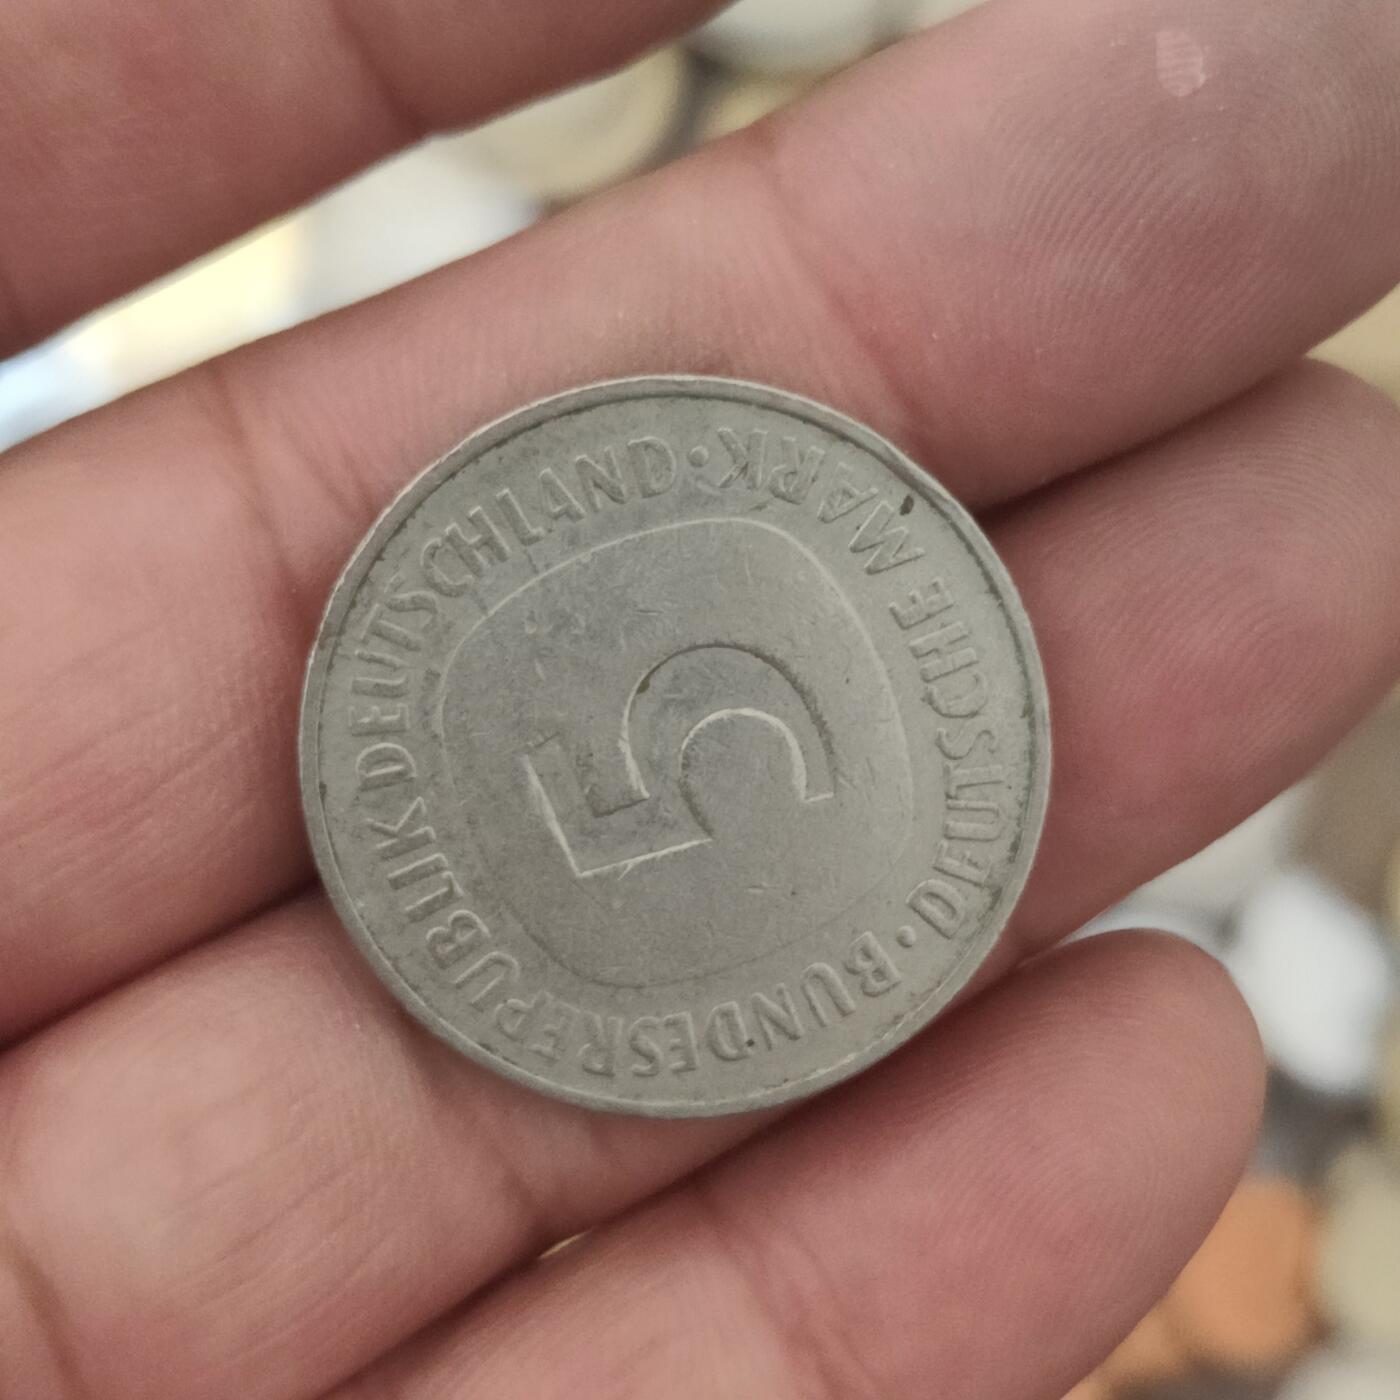 BUNDESREPUBLIK DEUTSCHLAND · DEUTSCHE MARK ·
5